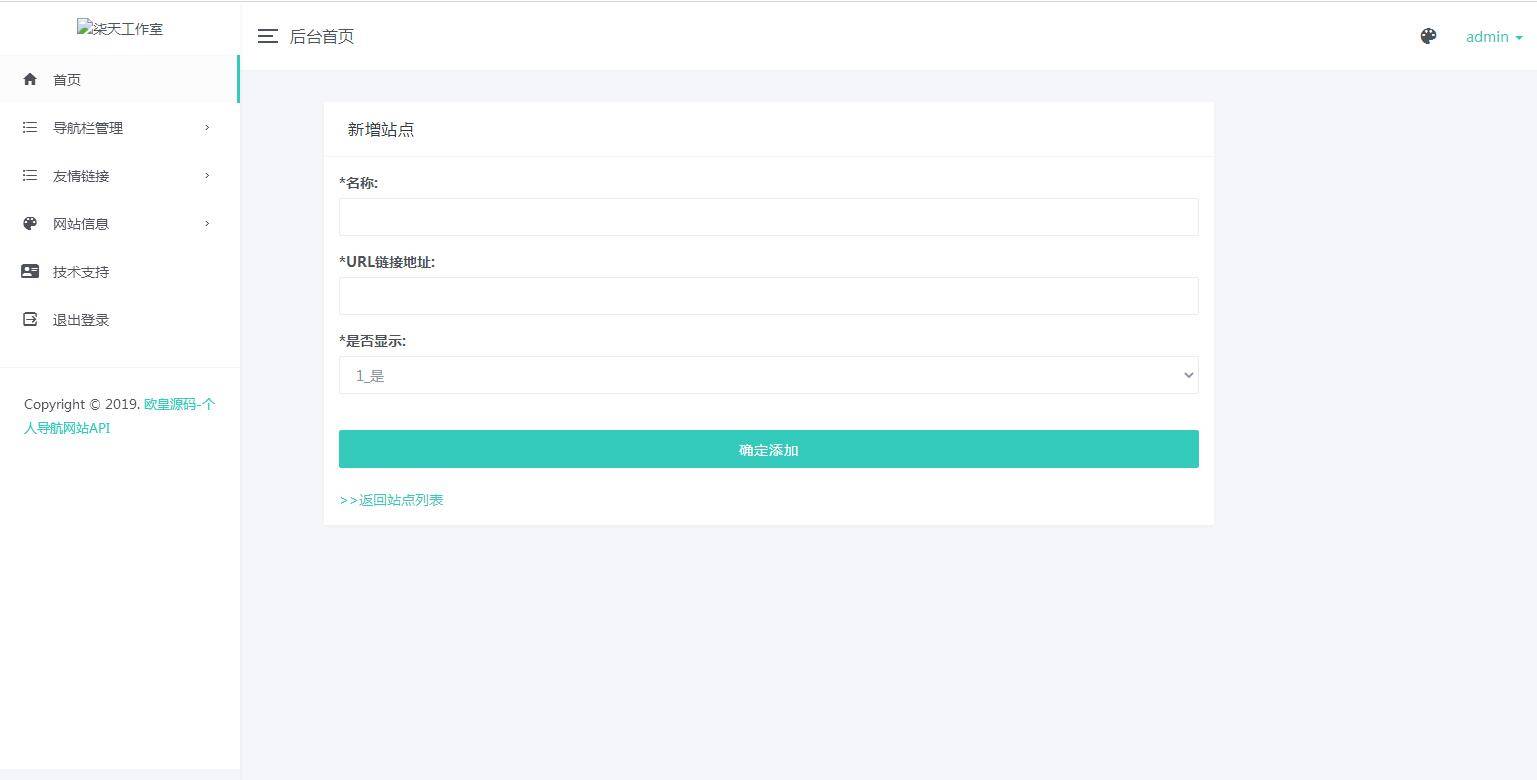 柒天工作室
后台首页
admin
首页
导航栏管理
友情链接
网站信息
技术支持
退出登录
Copyright © 2019. 欧皇源码-个
人导航网站API
新增站点
*名称:
*URL链接地址:
*是否显示:
1_是
确定添加
>>返回站点列表